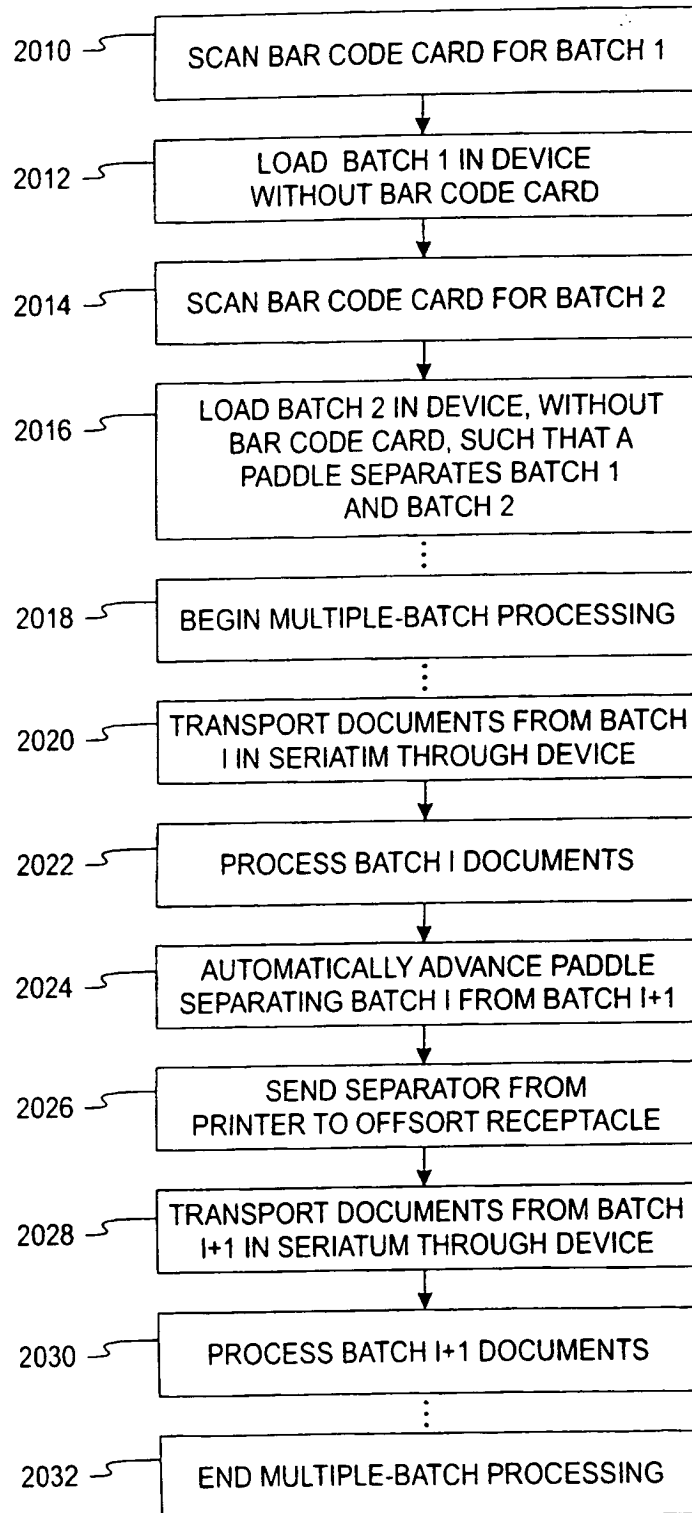 2010
SCAN BAR CODE CARD FOR BATCH 1
2012
LOAD BATCH 1 IN DEVICE
WITHOUT BAR CODE CARD
2014
SCAN BAR CODE CARD FOR BATCH 2
2016
LOAD BATCH 2 IN DEVICE, WITHOUT
BAR CODE CARD, SUCH THAT A
PADDLE SEPARATES BATCH 1
AND BATCH 2
2018
BEGIN MULTIPLE-BATCH PROCESSING
2020
TRANSPORT DOCUMENTS FROM BATCH
I IN SERIATIM THROUGH DEVICE
2022
PROCESS BATCH I DOCUMENTS
2024
AUTOMATICALLY ADVANCE PADDLE
SEPARATING BATCH I FROM BATCH I+1
2026
SEND SEPARATOR FROM
PRINTER TO OFFSORT RECEPTACLE
2028
TRANSPORT DOCUMENTS FROM BATCH
I+1 IN SERIATUM THROUGH DEVICE
2030
PROCESS BATCH I+1 DOCUMENTS
2032
END MULTIPLE-BATCH PROCESSING